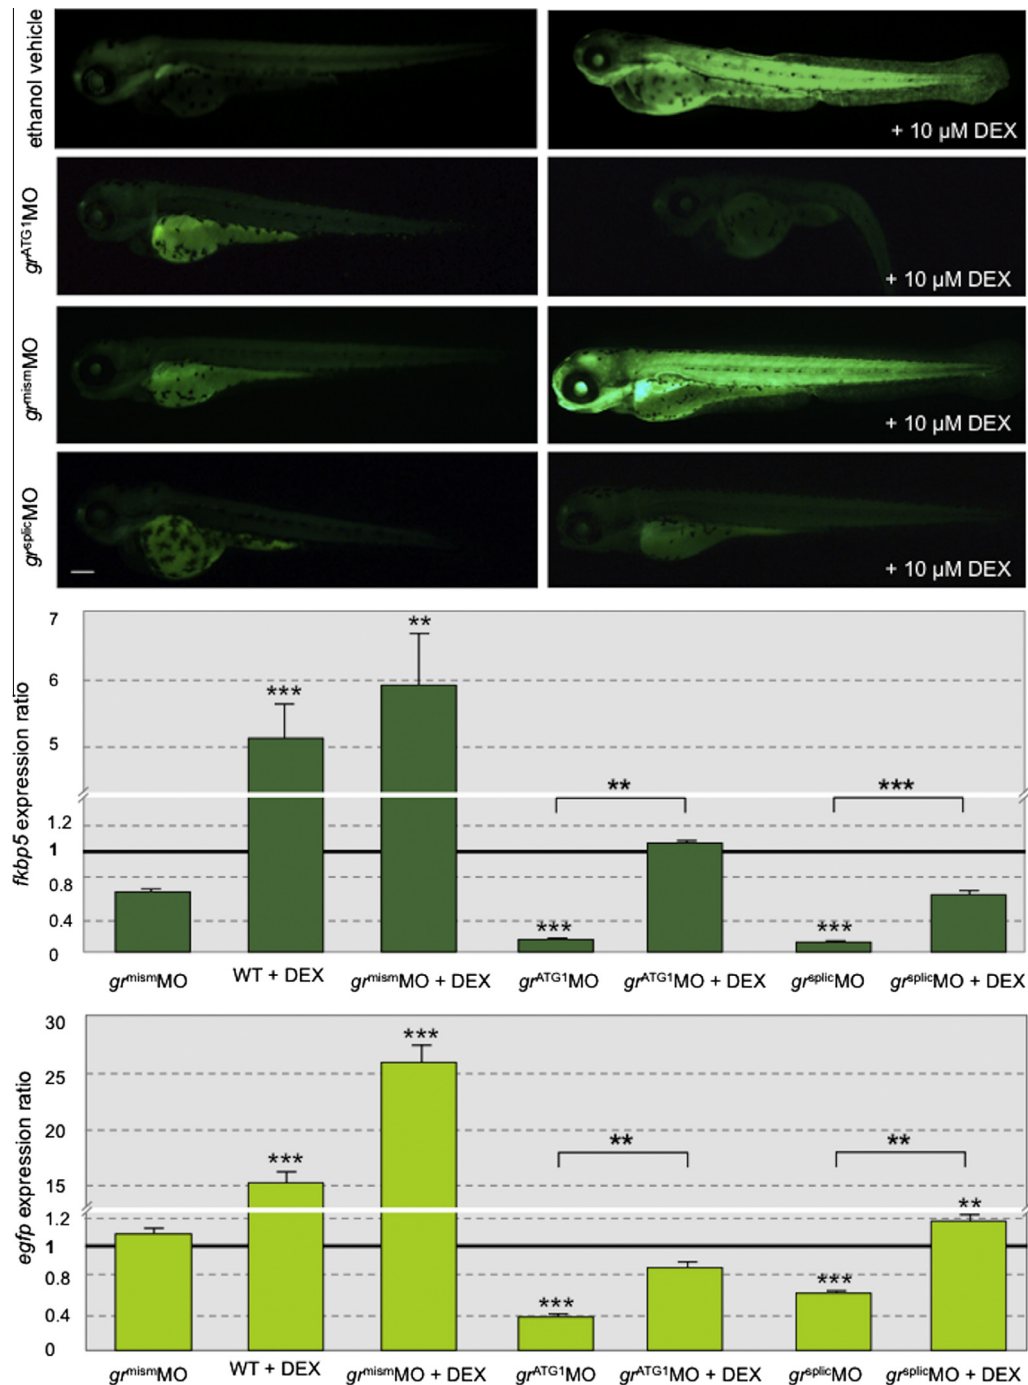 ethanol vehicle
+ 10 µM DEX
grATG1MO
+ 10 µM DEX
grmismMO
+ 10 µM DEX
grsplicMO
+ 10 µM DEX
fkbp5 expression ratio
7
6
5
1.2
1
0.8
0.4
0
***
**
***
**
***
***
grmismMO
WT + DEX
grmismMO + DEX
grATG1MO
grATG1MO + DEX
grsplicMO
grsplicMO + DEX
egfp expression ratio
30
25
20
15
1.2
1
0.8
0.4
0
***
***
***
**
***
**
**
grmismMO
WT + DEX
grmismMO + DEX
grATG1MO
grATG1MO + DEX
grsplicMO
grsplicMO + DEX